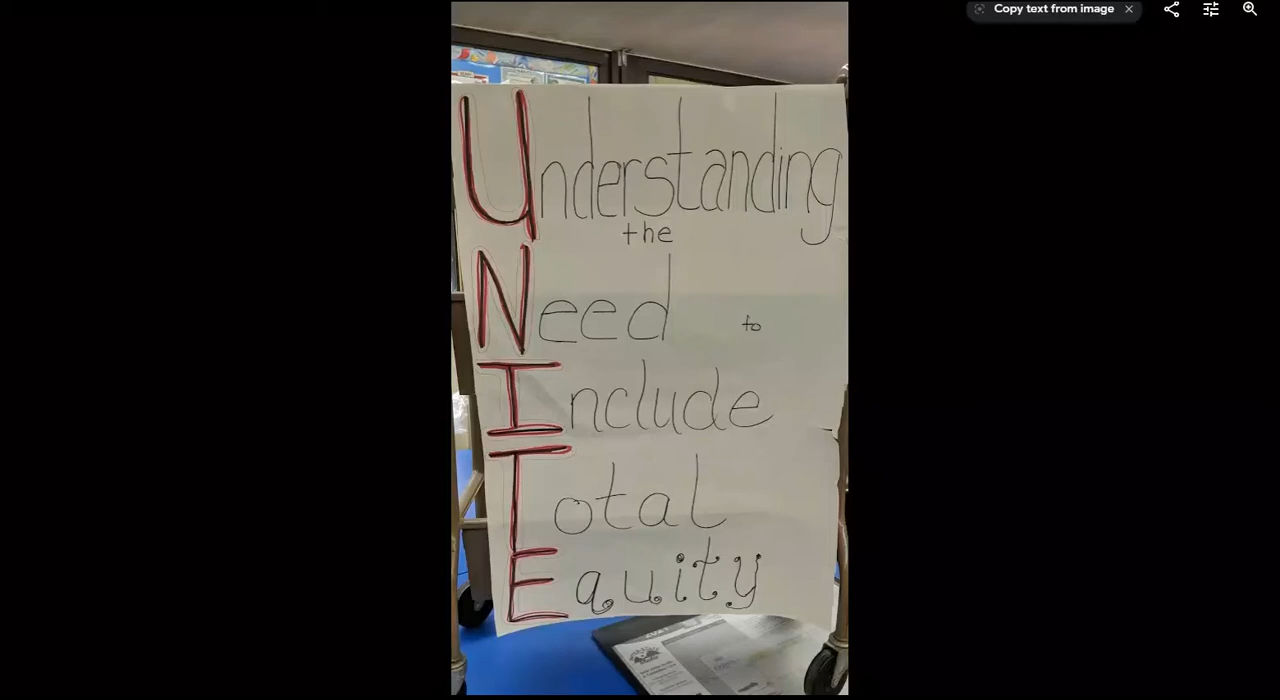 Copy text from image
Understanding
the
Need to
Include
Total
Equity